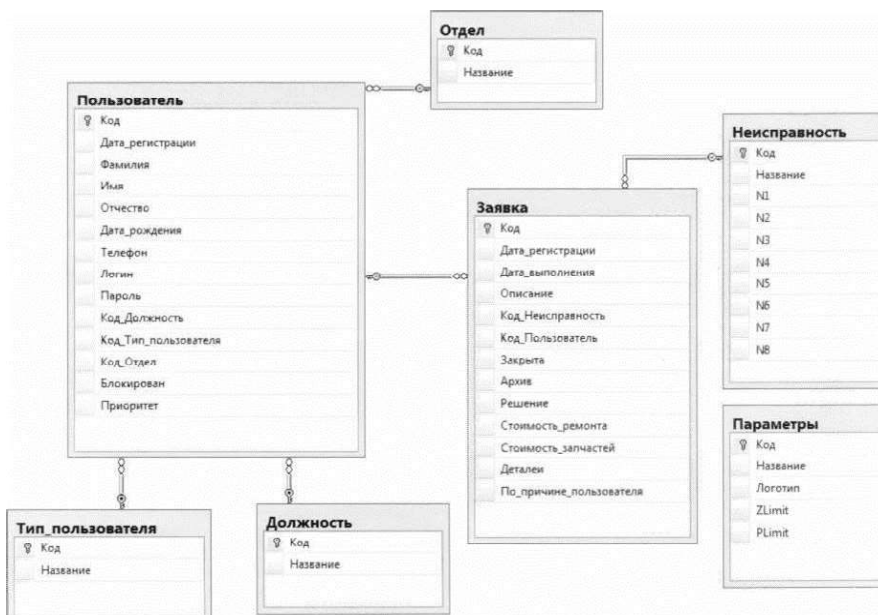 Отдел
Код
Название
Пользователь
Код
Дата_регистрации
Фамилия
Имя
Отчество
Дата_рождения
Телефон
Логин
Пароль
Код_Должность
Код_Тип_пользователя
Код_Отдел
Блокирован
Приоритет
Неисправность
Код
Название
N1
N2
N3
N4
N5
N6
N7
N8
Заявка
Код
Дата_регистрации
Дата_выполнения
Описание
Код_Неисправность
Код_Пользователь
Закрыта
Архив
Решение
Стоимость_ремонта
Стоимость_запчастей
Деталей
По_причине_пользователя
Параметры
Код
Название
Логотип
ZLimit
PLimit
Тип_пользователя
Код
Название
Должность
Код
Название